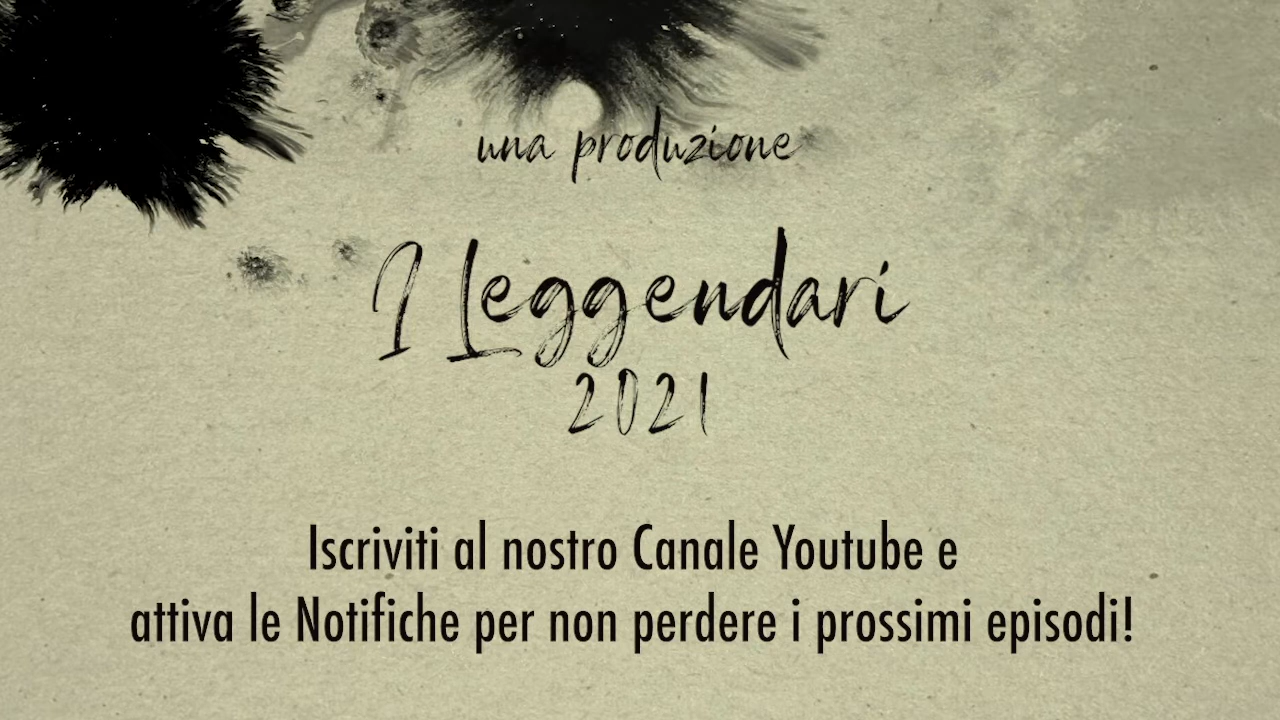 una produzione
I Leggendari
2021
Iscriviti al nostro Canale Youtube e
attiva le Notifiche per non perdere i prossimi episodi!